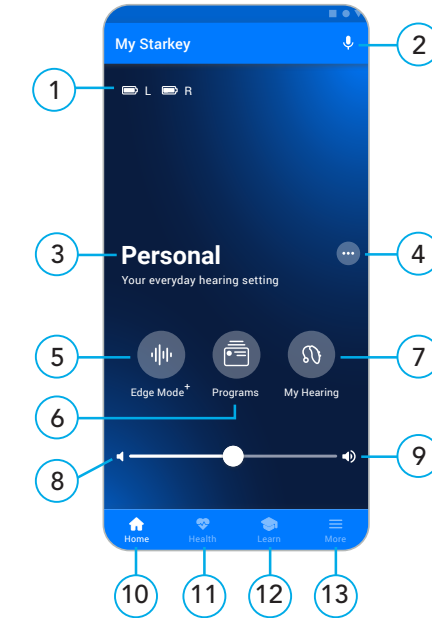 My Starkey
2
1
L R
3
Personal
4
Your everyday hearing setting
5
7
Edge Mode+
Programs
My Hearing
6
8
9
Home
Health
Learn
More
10
11
12
13